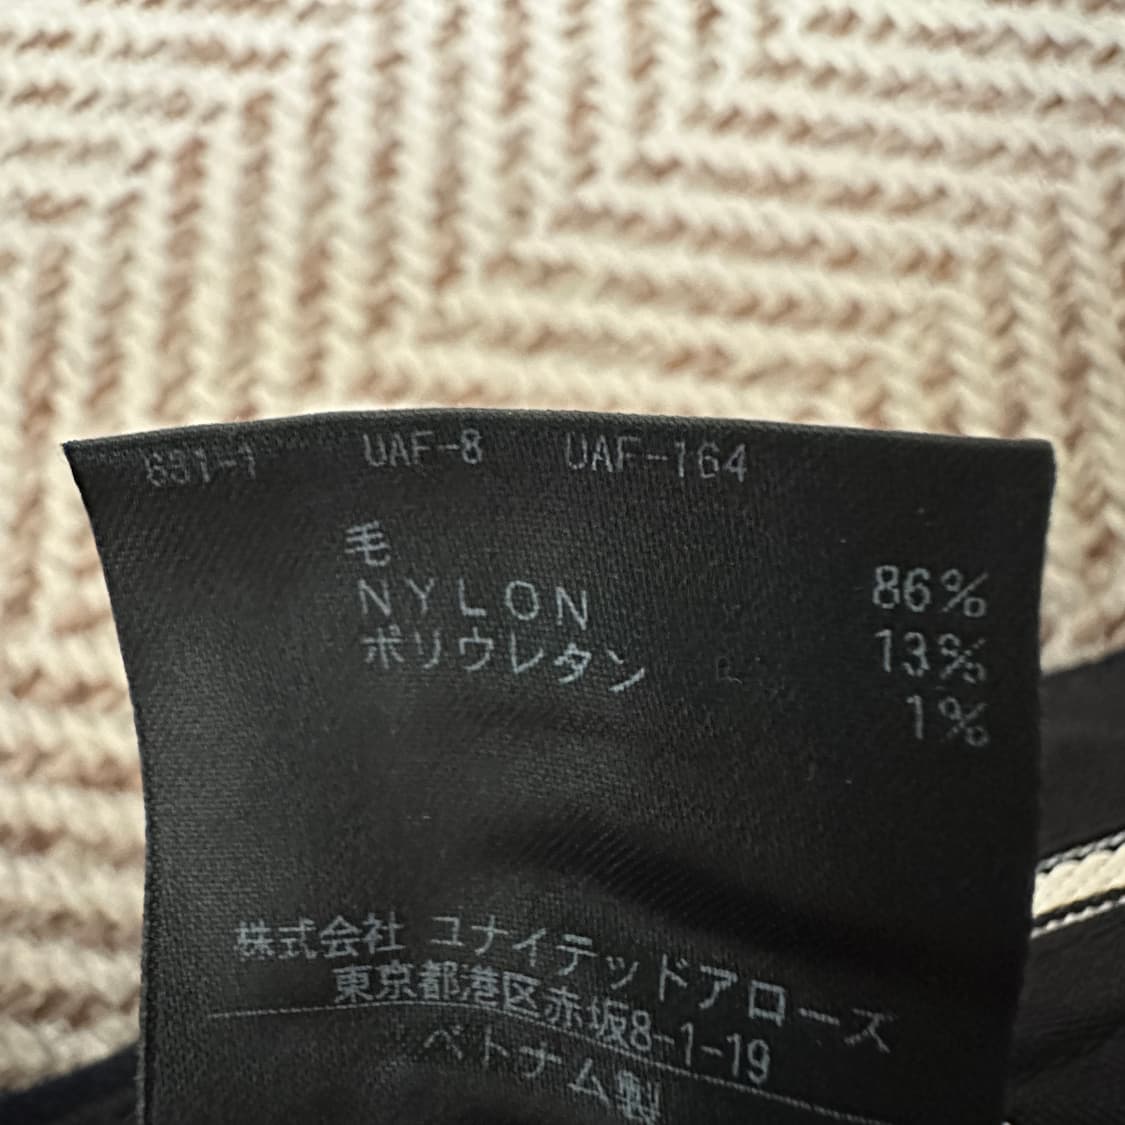 631-1 UAF-8 UAF-164
毛 86%
NYLON 13%
ポリウレタン 1%
株式会社 ユナイテッドアローズ
東京都港区赤坂8-1-19
ベトナム製